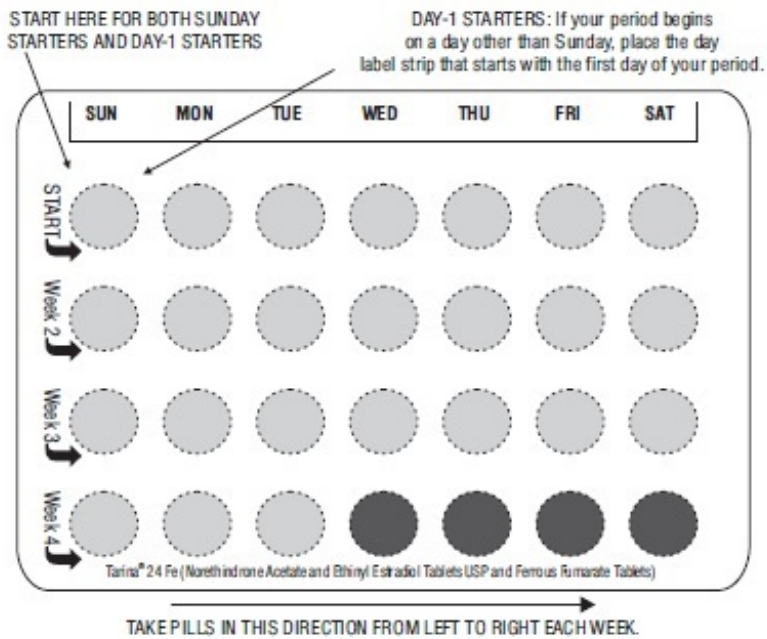 START HERE FOR BOTH SUNDAY
STARTERS AND DAY-1 STARTERS
DAY-1 STARTERS: If your period begins
on a day other than Sunday, place the day
label strip that starts with the first day of your period.
SUN MON TUE WED THU FRI SAT
START
Week 2
Week 3
Week 4
Tarina® 24 Fe (Norethindrone Acetate and Ethinyl Estradiol Tablets USP and Ferrous Fumarate Tablets)
TAKE PILLS IN THIS DIRECTION FROM LEFT TO RIGHT EACH WEEK.